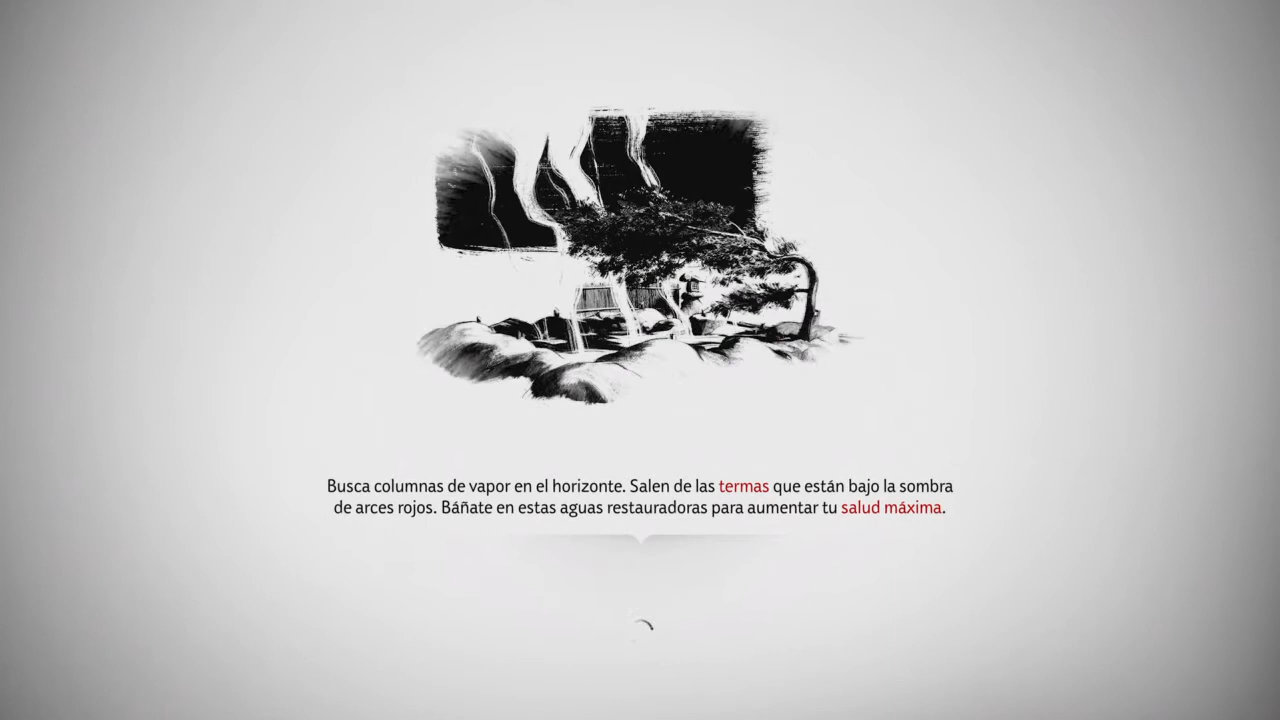 Busca columnas de vapor en el horizonte. Salen de las termas que están bajo la sombra
de arces rojos. Báñate en estas aguas restauradoras para aumentar tu salud máxima.